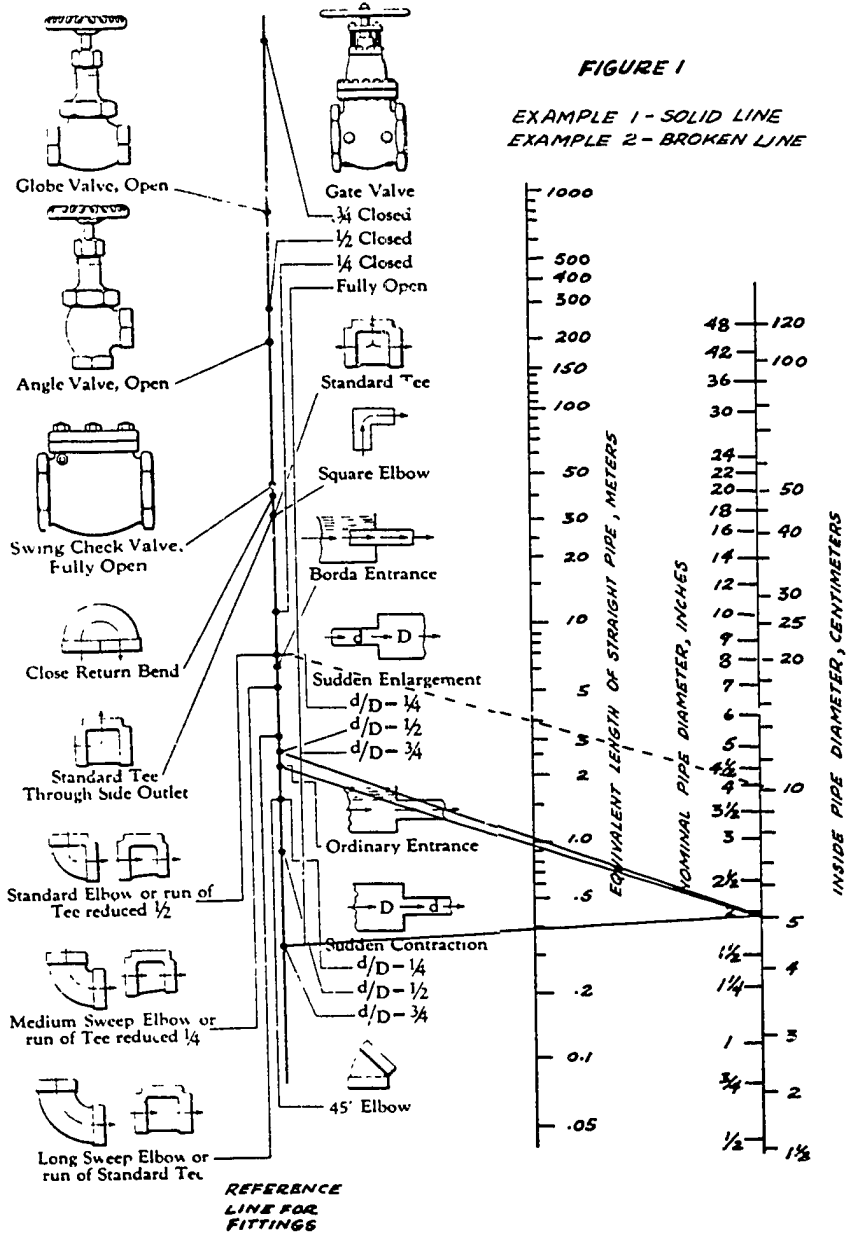 FIGURE 1
EXAMPLE 1 - SOLID LINE
EXAMPLE 2 - BROKEN LINE
Globe Valve, Open
Angle Valve, Open
Swing Check Valve,
Fully Open
Close Return Bend
Standard Tee
Through Side Outlet
Standard Elbow or run of
Tee reduced ½
Medium Sweep Elbow or
run of Tee reduced ¼
Long Sweep Elbow or
run of Standard Tee
REFERENCE
LINE FOR
FITTINGS
Gate Valve
¾ Closed
½ Closed
¼ Closed
Fully Open
Standard Tee
Square Elbow
Borda Entrance
d D
Sudden Enlargement
d/D - ¼
d/D - ½
d/D - ¾
Ordinary Entrance
D d
Sudden Contraction
d/D - ¼
d/D - ½
d/D - ¾
45' Elbow
1000
500
400
300
200
150
100
50
30
20
10
5
3
2
1.0
.5
.2
0.1
.05
EQUIVALENT LENGTH OF STRAIGHT PIPE, METERS
NOMINAL PIPE DIAMETER, INCHES
48
42
36
30
24
22
20
18
16
14
12
10
9
8
7
6
5
4½
4
3½
3
2½
2
1½
1¼
1
¾
½
120
100
50
40
30
25
20
10
5
4
3
2
INSIDE PIPE DIAMETER, CENTIMETERS